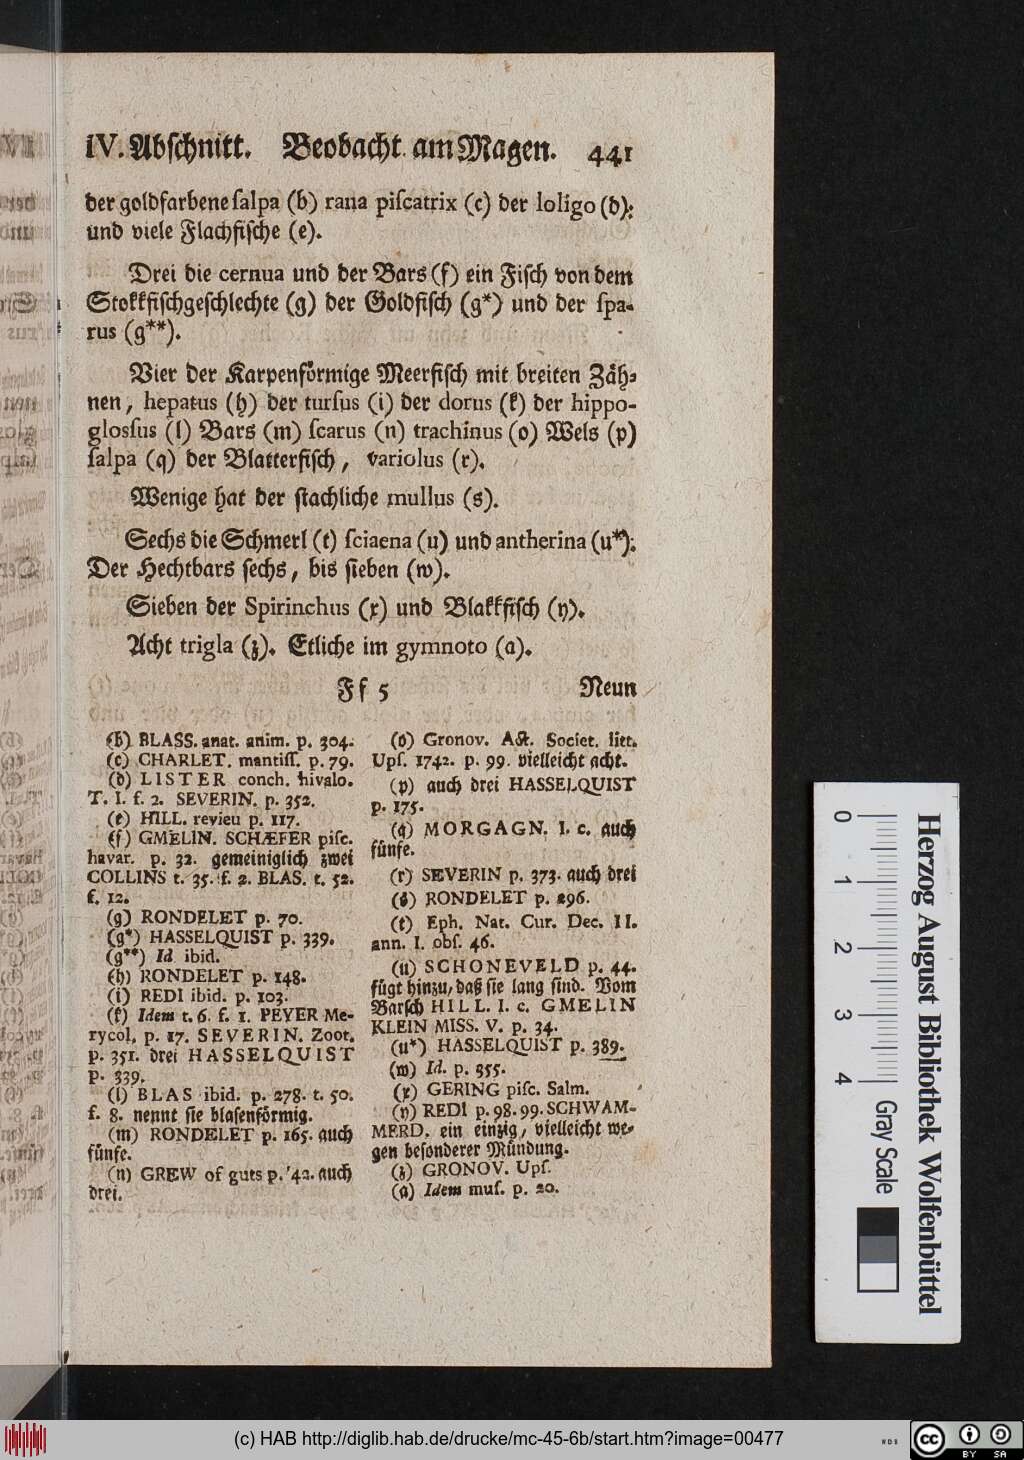 IV. Abſchnitt. Beobacht. am Magen. 441
der goldfarbene ſalpa (b) rana piſcatrix (c) der loligo (d);
und viele Flachfiſche (e).
Drei die cernua und der Bars (f) ein Fiſch von dem
Stokkfiſchgeſchlechte (g) der Goldfiſch (g*) und der ſpa-
rus (g**).
Vier der Karpenförmige Meerfiſch mit breiten Zäh-
nen, hepatus (h) der turſus (i) der dorus (k) der hippo-
gloſſus (l) Bars (m) ſcarus (n) trachinus (o) Wels (p)
ſalpa (q) der Blatterfiſch, variolus (r).
Wenige hat der ſtachliche mullus (s).
Sechs die Schmerl (t) ſciaena (u) und antherina (u*).
Der Hechtbars ſechs, bis ſieben (w).
Sieben der Spirinchus (x) und Blakkfiſch (y).
Acht trigla (z). Etliche im gymnoto (a).
Ff 5 Neun
(b) BLASS. anat. anim. p. 304.
(c) CHARLET. mantiſſ. p. 79.
(d) LISTER conch. bivalo.
T. I. f. 2. SEVERIN. p. 352.
(e) HILL. revieu p. 117.
(f) GMELIN. SCHÆFER piſc.
bavar. p. 32. gemeiniglich zwei
COLLINS t. 35. f. 2. BLAS. t. 52.
f. 12.
(g) RONDELET p. 70.
(g*) HASSELQUIST p. 339.
(g**) Id ibid.
(h) RONDELET p. 148.
(i) REDI ibid. p. 103.
(k) Idem t. 6. f. 1. PEYER Me-
rycol. p. 17. SEVERIN. Zoot.
p. 351. drei HASSELQUIST
p. 339.
(l) BLAS ibid. p. 278. t. 50.
f. 8. nennt ſie blaſenförmig.
(m) RONDELET p. 165. auch
fünfe.
(n) GREW of guts p. '42. auch
drei.
(o) Gronov. Act. Societ. litt.
Upſ. 1742. p. 99. vielleicht acht.
(p) auch drei HASSELQUIST
p. 175.
(q) MORGAGN. I. c. auch
fünfe.
(r) SEVERIN p. 373. auch drei
(s) RONDELET p. 296.
(t) Eph. Nat. Cur. Dec. II.
ann. I. obſ. 46.
(u) SCHONEVELD p. 44.
fügt hinzu, daß ſie lang ſind. Vom
Barſch HILL. I. c. GMELIN
KLEIN MISS. V. p. 34.
(u*) HASSELQUIST p. 389.
(w) Id. p. 355.
(x) GERING piſc. Salm.
(y) REDI p. 98. 99. SCHWAM-
MERD. ein einzig, vielleicht we-
gen beſonderer Mündung.
(z) GRONOV. Upſ.
(a) Idem muſ. p. 20.
0 1 2 3 4 Gray Scale
Herzog August Bibliothek Wolfenbüttel
(c) HAB http://diglib.hab.de/drucke/mc-45-6b/start.htm?image=00477
cc BY SA